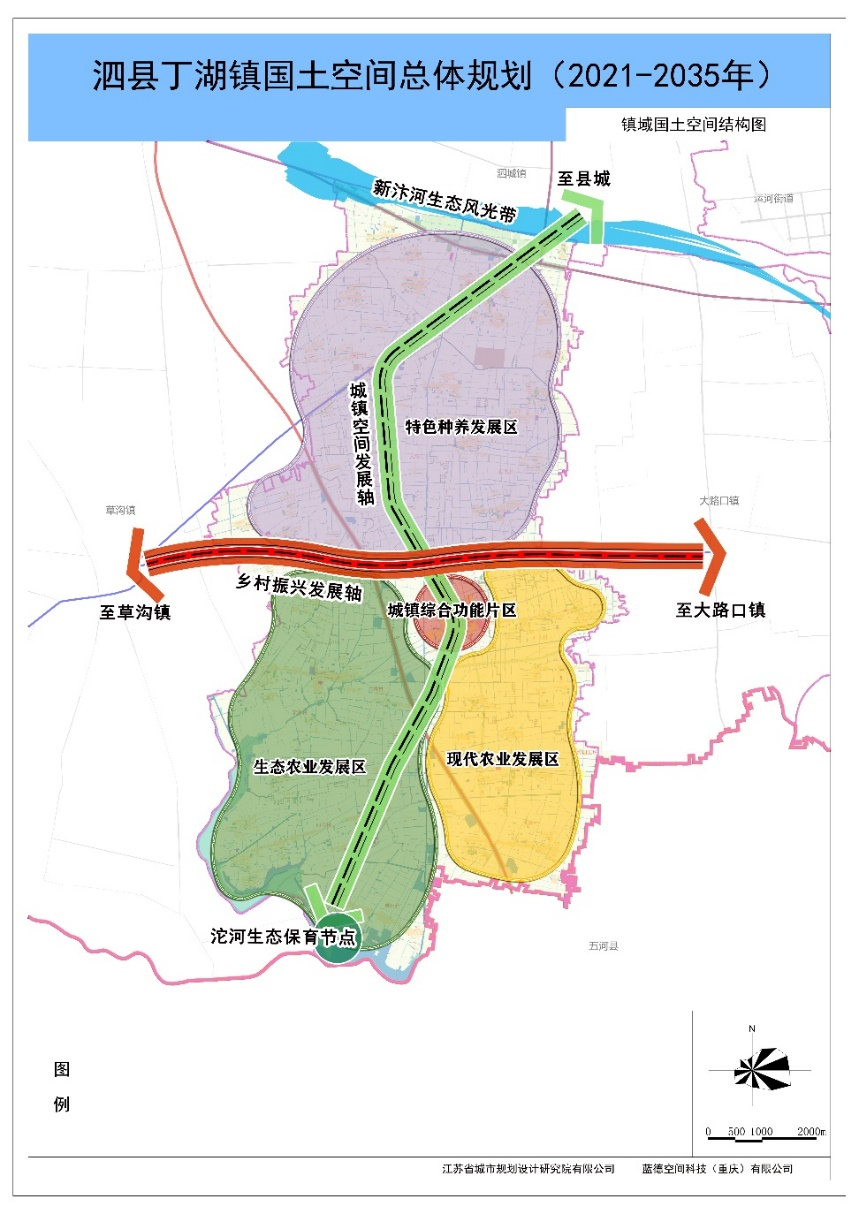 泗县丁湖镇国土空间总体规划（2021-2035年）
镇域国土空间结构图
泗城镇
至县城
新汴河生态风光带
运河街道
城镇空间发展轴
特色种养发展区
草沟镇
大路口镇
乡村振兴发展轴
至草沟镇
城镇综合功能片区
至大路口镇
生态农业发展区
现代农业发展区
沱河生态保育节点
五河县
图
例
N
0 500 1000 2000m
江苏省城市规划设计研究院有限公司 蓝德空间科技（重庆）有限公司